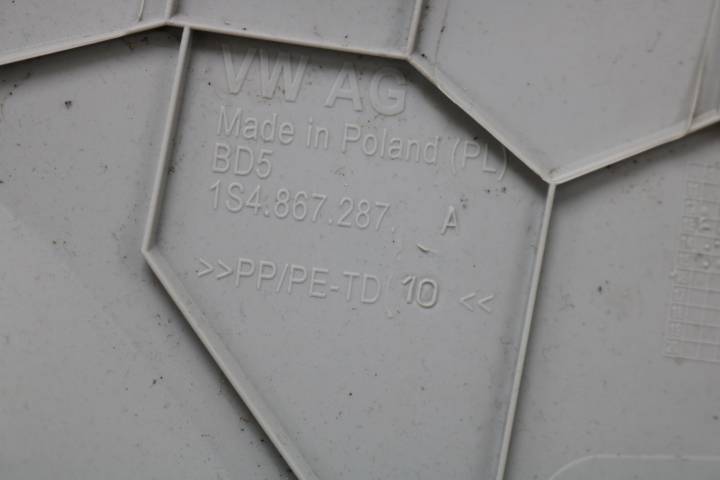 VW AG
Made in Poland (PL)
BD5
1S4.867.287 A
>>PP/PE-TD 10 <<